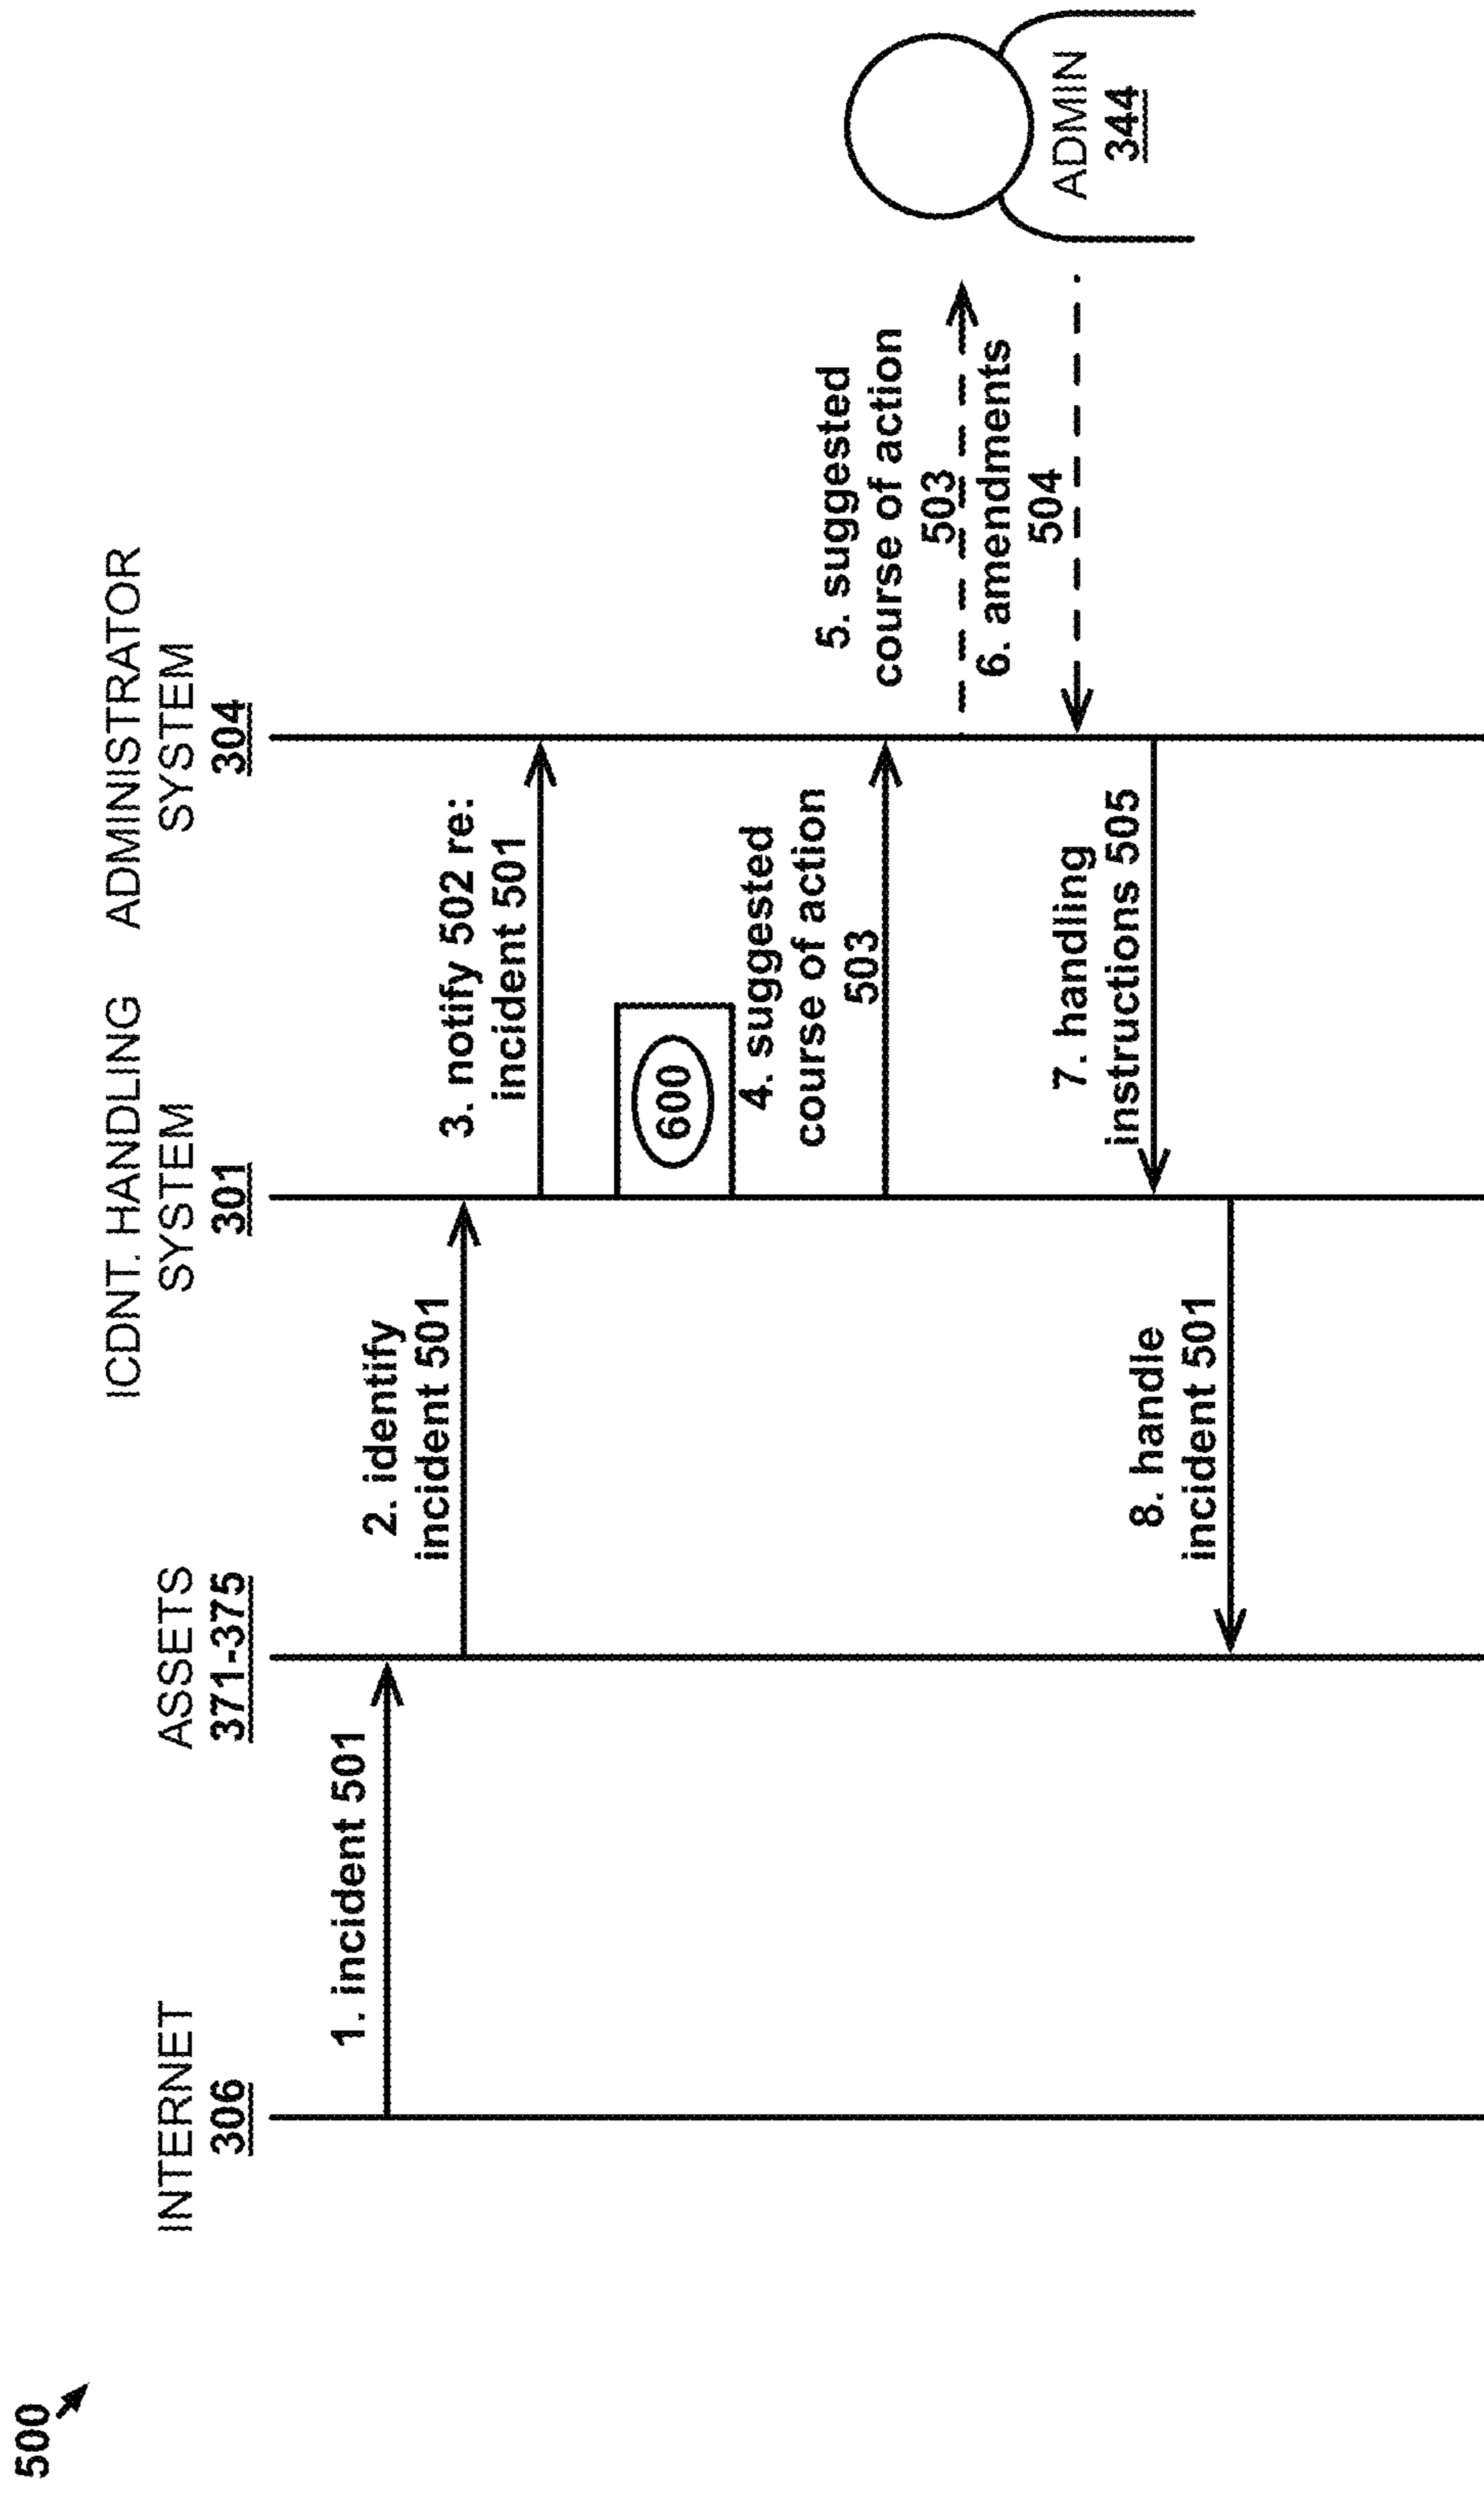 500
INTERNET
306
ASSETS
371-375
ICDNT. HANDLING
SYSTEM
301
ADMINISTRATOR
SYSTEM
304
1. incident 501
2. identify
incident 501
3. notify 502 re:
incident 501
600
4. suggested
course of action
503
5. suggested
course of action
503
6. amendments
504
ADMIN
344
7. handling
instructions 505
8. handle
incident 501